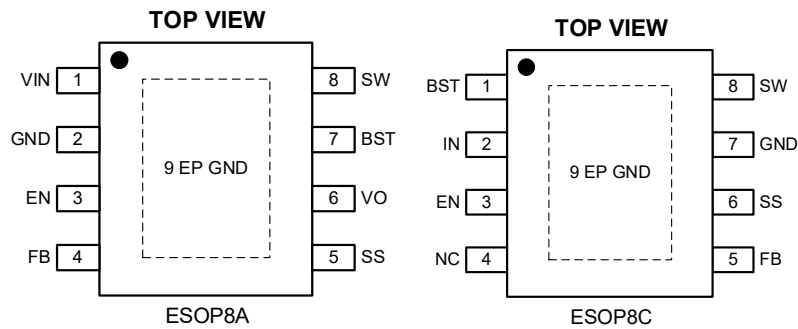 TOP VIEW
VIN 1
GND 2
EN 3
FB 4
9 EP GND
8 SW
7 BST
6 VO
5 SS
ESOP8A
TOP VIEW
BST 1
IN 2
EN 3
NC 4
9 EP GND
8 SW
7 GND
6 SS
5 FB
ESOP8C